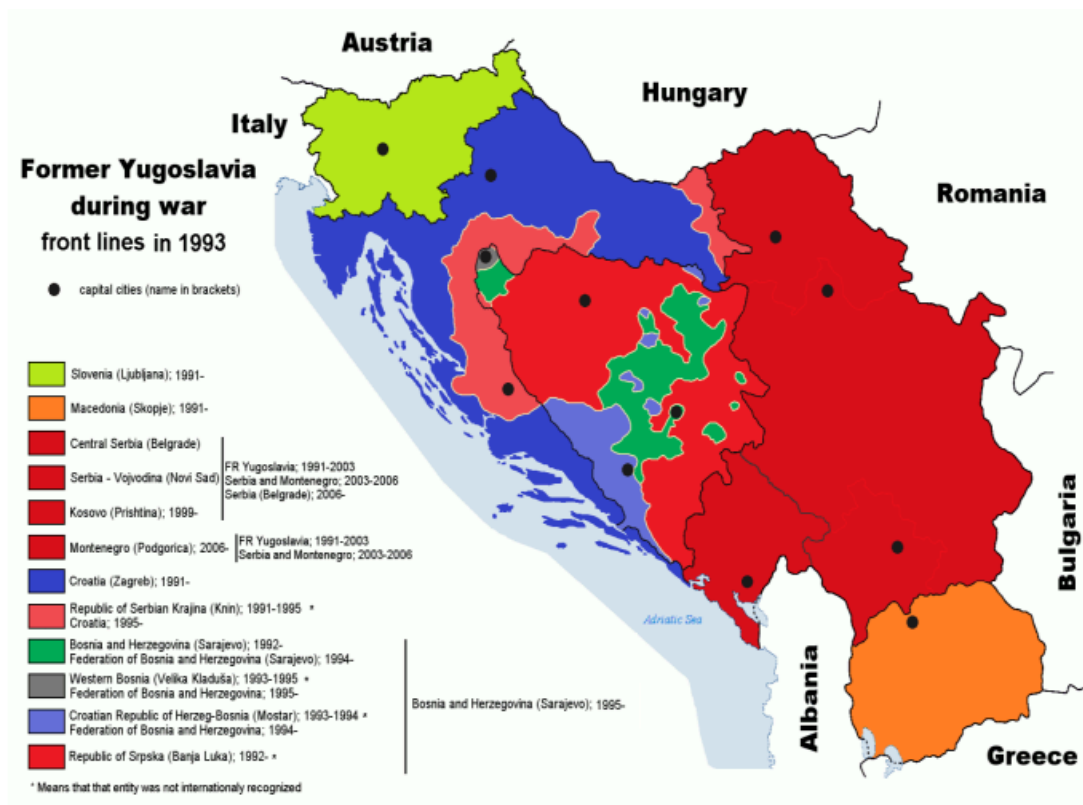 Austria
Hungary
Italy
Former Yugoslavia
during war
front lines in 1993
Romania
capital cities (name in brackets)
Slovenia (Ljubljana); 1991-
Macedonia (Skopje); 1991-
Central Serbia (Belgrade)
Serbia - Vojvodina (Novi Sad)
Kosovo (Prishtina); 1999-
FR Yugoslavia; 1991-2003
Serbia and Montenegro; 2003-2006
Serbia (Belgrade); 2006-
Montenegro (Podgorica); 2006-
FR Yugoslavia; 1991-2003
Serbia and Montenegro; 2003-2006
Croatia (Zagreb); 1991-
Republic of Serbian Krajina (Knin); 1991-1995 *
Croatia; 1995-
Bosnia and Herzegovina (Sarajevo); 1992-
Federation of Bosnia and Herzegovina (Sarajevo); 1994-
Western Bosnia (Velika Kladuša); 1993-1995 *
Federation of Bosnia and Herzegovina; 1995-
Croatian Republic of Herzeg-Bosnia (Mostar); 1993-1994 *
Federation of Bosnia and Herzegovina; 1994-
Republic of Srpska (Banja Luka); 1992- *
Bosnia and Herzegovina (Sarajevo); 1995-
* Means that that entity was not internationaly recognized
Adriatic Sea
Albania
Bulgaria
Greece